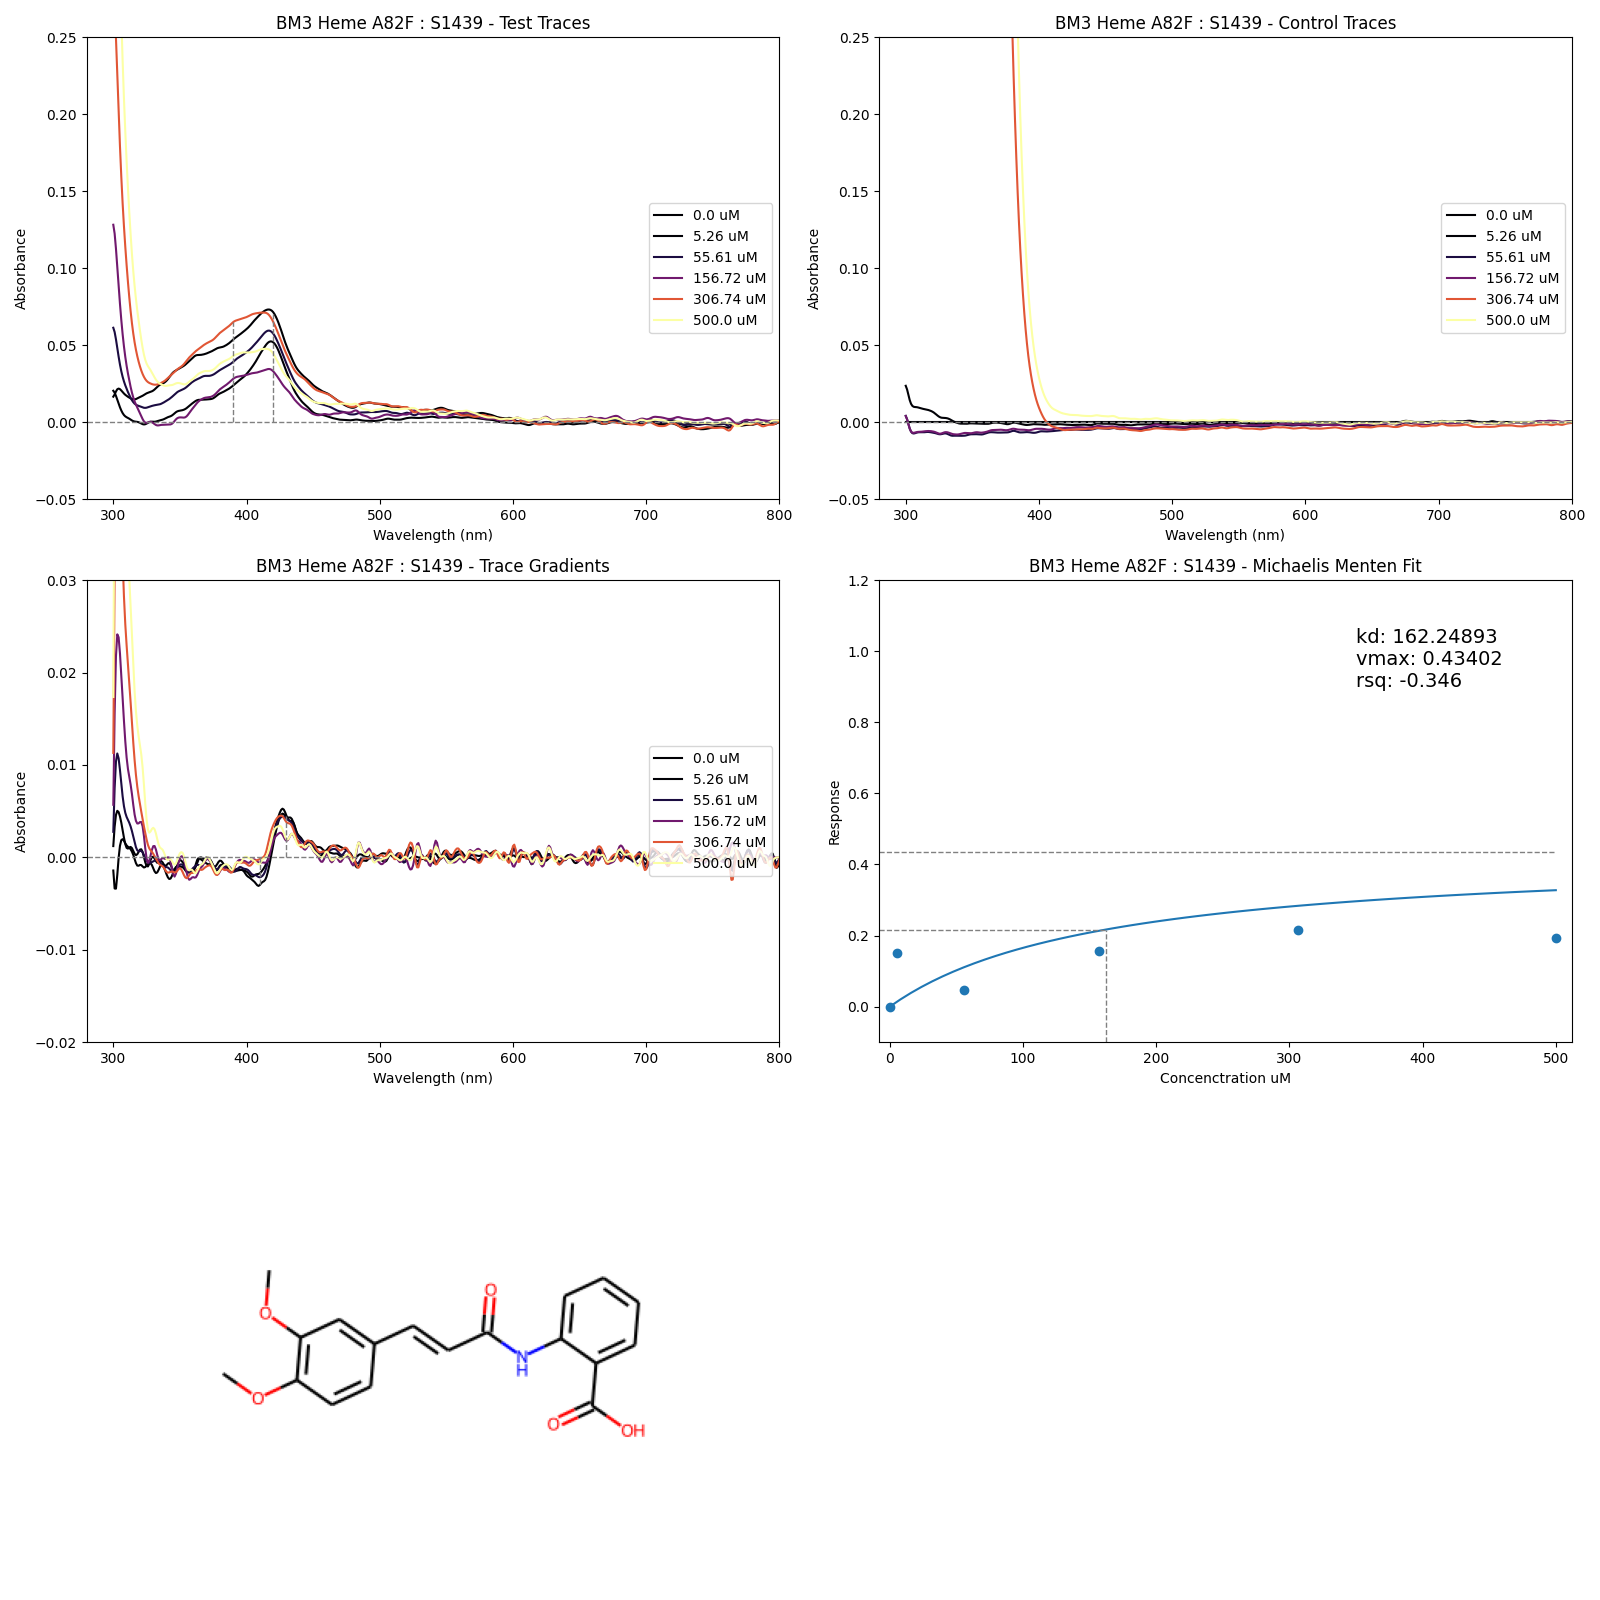 BM3 Heme A82F : S1439 - Test Traces
0.25
0.20
0.15
0.10
0.05
0.00
−0.05
Absorbance
300 400 500 600 700 800
Wavelength (nm)
0.0 uM
5.26 uM
55.61 uM
156.72 uM
306.74 uM
500.0 uM
BM3 Heme A82F : S1439 - Control Traces
0.25
0.20
0.15
0.10
0.05
0.00
−0.05
Absorbance
300 400 500 600 700 800
Wavelength (nm)
0.0 uM
5.26 uM
55.61 uM
156.72 uM
306.74 uM
500.0 uM
BM3 Heme A82F : S1439 - Trace Gradients
0.03
0.02
0.01
0.00
−0.01
−0.02
Absorbance
300 400 500 600 700 800
Wavelength (nm)
0.0 uM
5.26 uM
55.61 uM
156.72 uM
306.74 uM
500.0 uM
BM3 Heme A82F : S1439 - Michaelis Menten Fit
1.2
1.0
0.8
0.6
0.4
0.2
0.0
Response
kd: 162.24893
vmax: 0.43402
rsq: -0.346
0 100 200 300 400 500
Concenctration uM
O
O
O
N
H
O
OH